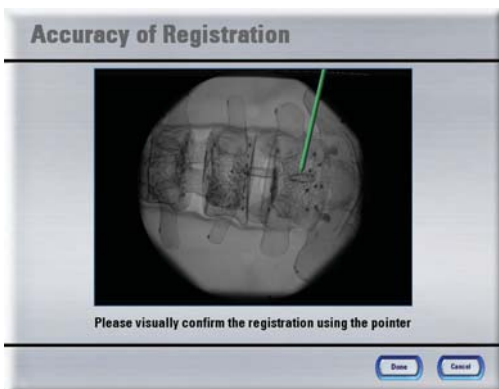 Accuracy of Registration
Please visually confirm the registration using the pointer
Done
Cancel